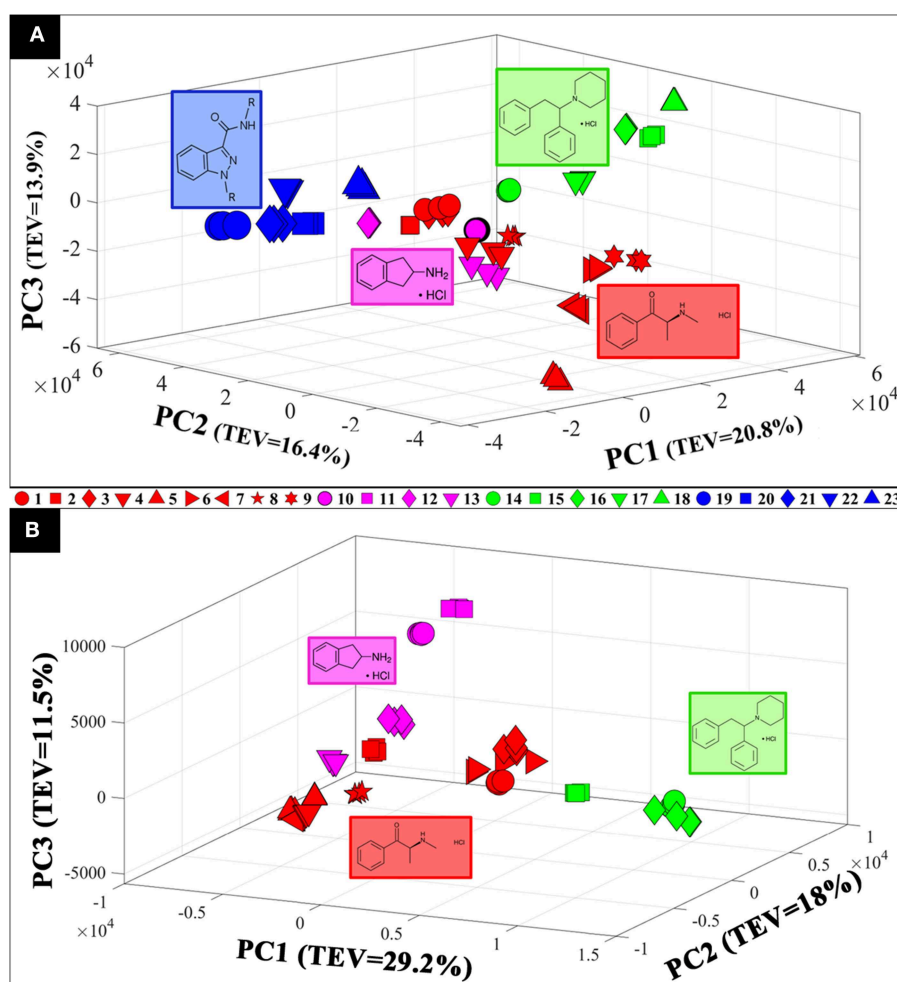 A
×10⁴
4
2
0
-2
-4
-6
PC3 (TEV=13.9%)
×10⁴
6
4
2
0
-2
-4
PC2 (TEV=16.4%)
-4
-2
0
2
4
6
×10⁴
PC1 (TEV=20.8%)
O
NH
R
N
N
R
N
• HCl
NH₂
• HCl
O
H
N
HCl
1 2 3 4 5 6 7 8 9 10 11 12 13 14 15 16 17 18 19 20 21 22 23
B
10000
5000
0
-5000
PC3 (TEV=11.5%)
-1
×10⁴
-0.5
0
0.5
1
1.5
PC1 (TEV=29.2%)
-1
-0.5
0
0.5
1
×10⁴
PC2 (TEV=18%)
NH₂
• HCl
N
• HCl
O
H
N
HCl